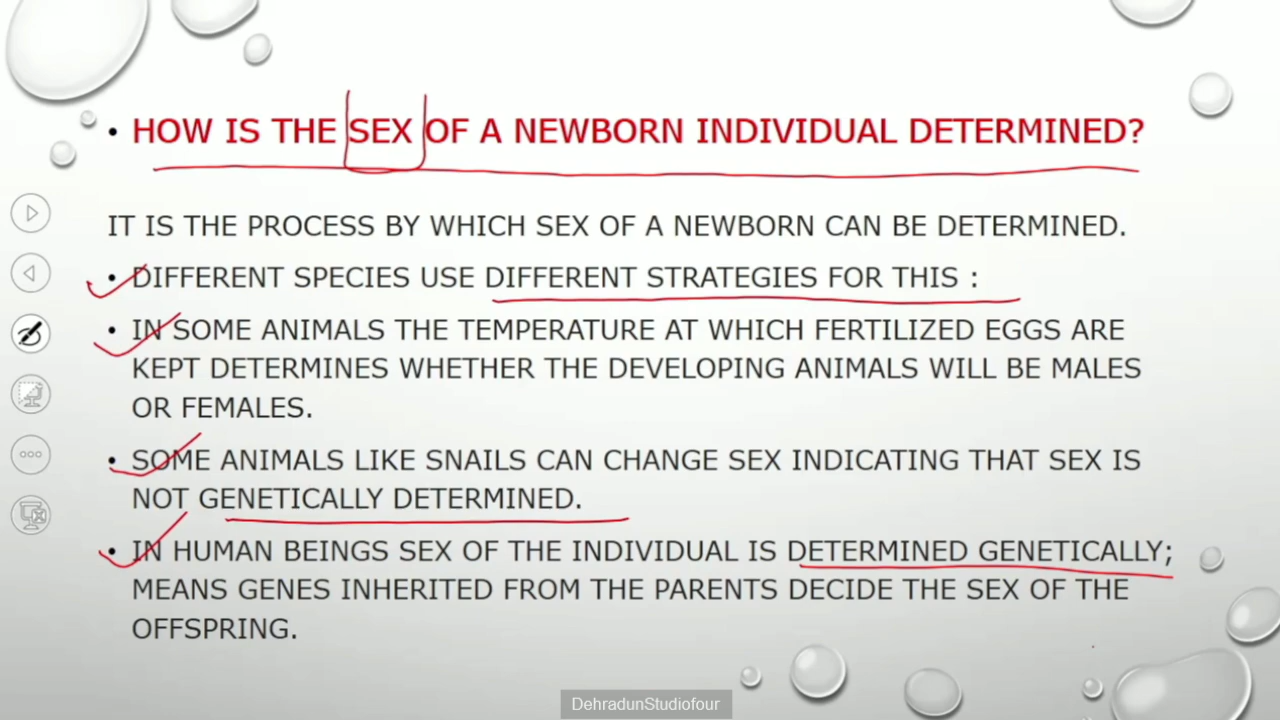 • HOW IS THE SEX OF A NEWBORN INDIVIDUAL DETERMINED?
IT IS THE PROCESS BY WHICH SEX OF A NEWBORN CAN BE DETERMINED.
• DIFFERENT SPECIES USE DIFFERENT STRATEGIES FOR THIS :
• IN SOME ANIMALS THE TEMPERATURE AT WHICH FERTILIZED EGGS ARE
KEPT DETERMINES WHETHER THE DEVELOPING ANIMALS WILL BE MALES
OR FEMALES.
• SOME ANIMALS LIKE SNAILS CAN CHANGE SEX INDICATING THAT SEX IS
NOT GENETICALLY DETERMINED.
• IN HUMAN BEINGS SEX OF THE INDIVIDUAL IS DETERMINED GENETICALLY;
MEANS GENES INHERITED FROM THE PARENTS DECIDE THE SEX OF THE
OFFSPRING.
DehradunStudiofour